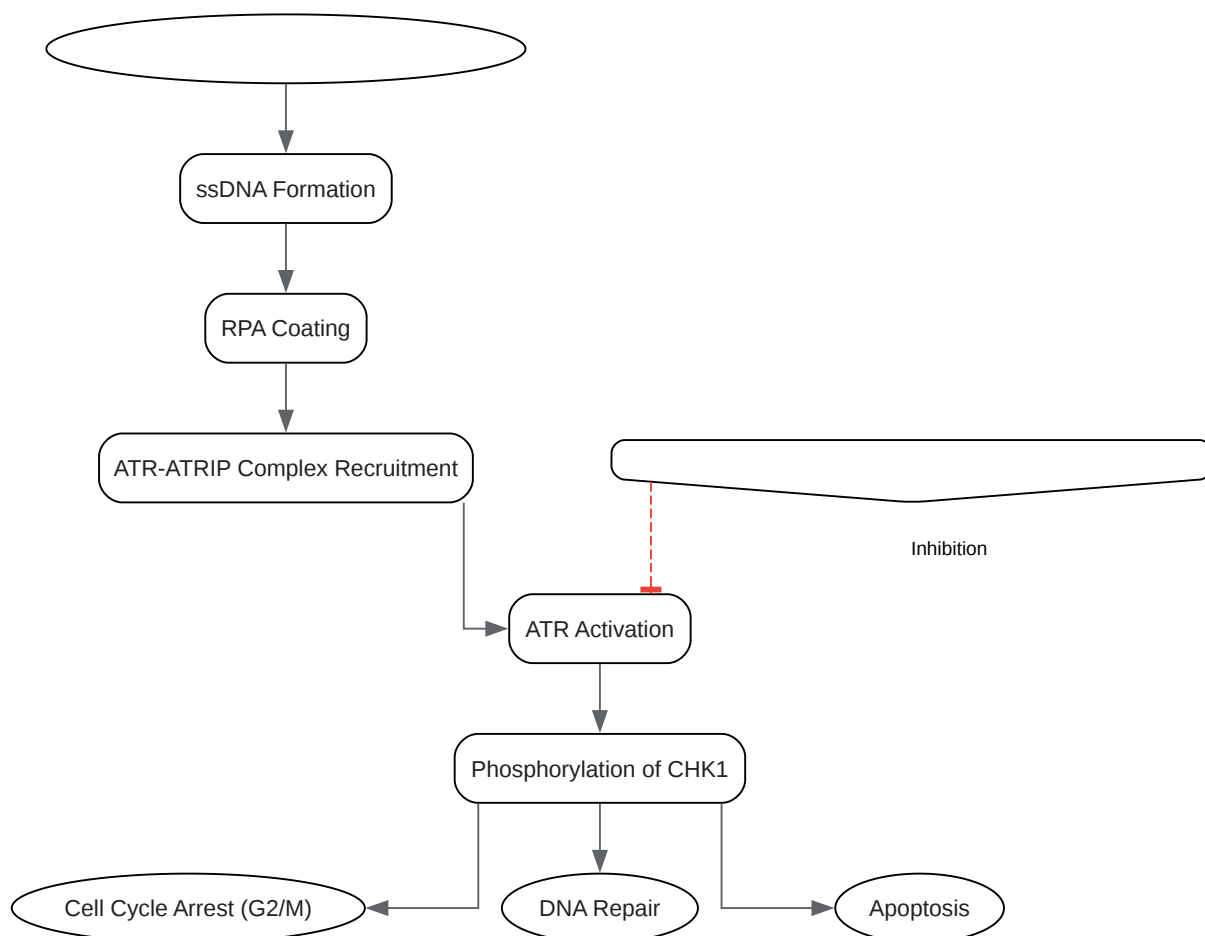 ssDNA Formation
RPA Coating
ATR-ATRIP Complex Recruitment
Inhibition
ATR Activation
Phosphorylation of CHK1
Cell Cycle Arrest (G2/M)
DNA Repair
Apoptosis